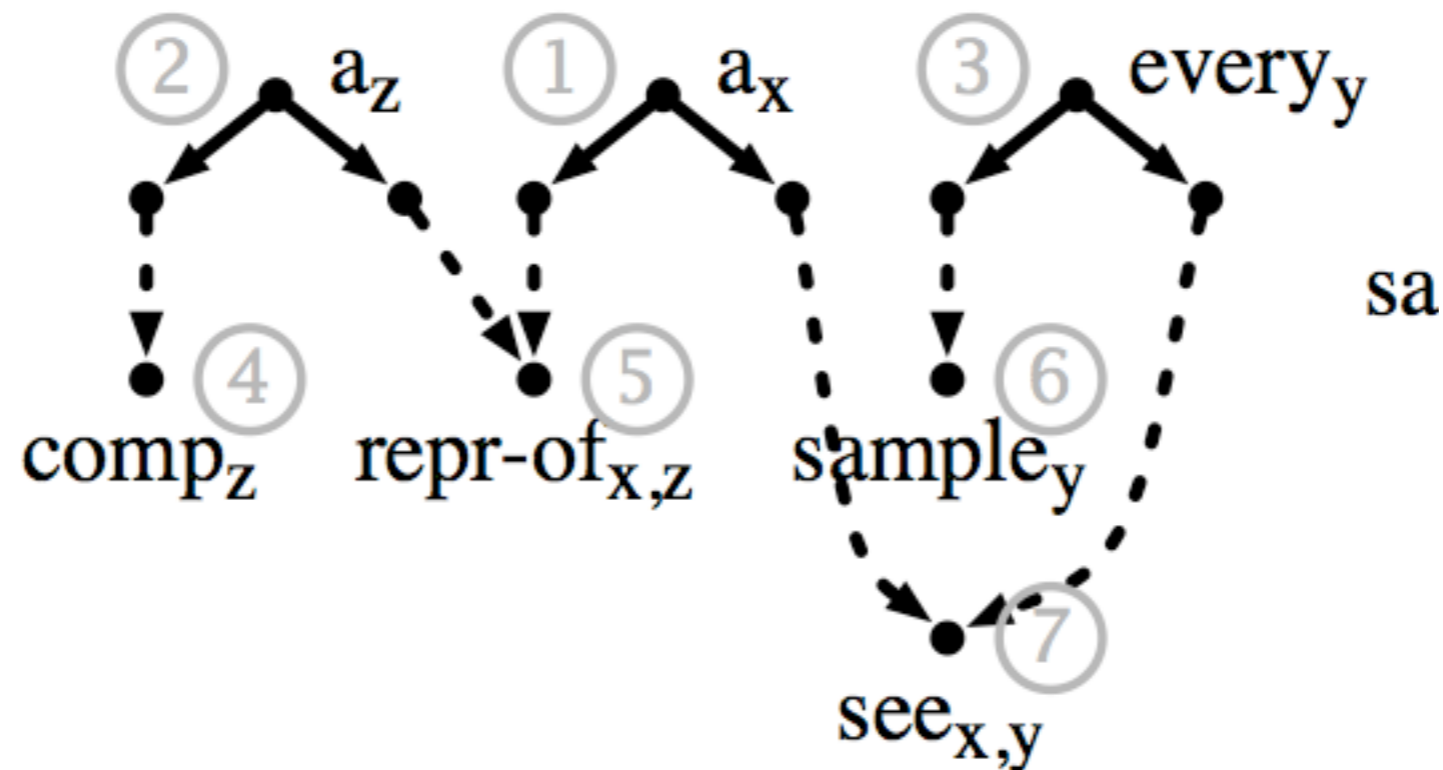 2 a_z 1 a_x 3 every_y
sa
4 5 6
comp_z repr-of_x,z sample_y
7
see_x,y